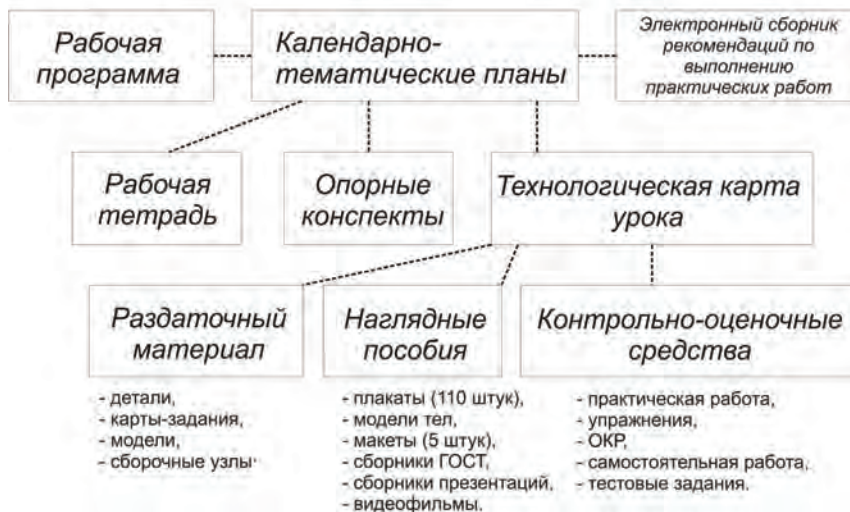 Рабочая
программа
Календарно-
тематические планы
Электронный сборник
рекомендаций по
выполнению
практических работ
Рабочая
тетрадь
Опорные
конспекты
Технологическая карта
урока
Раздаточный
материал
- детали,
- карты-задания,
- модели,
- сборочные узлы.
Наглядные
пособия
- плакаты (110 штук),
- модели тел,
- макеты (5 штук),
- сборники ГОСТ,
- сборники презентаций,
- видеофильмы.
Контрольно-оценочные
средства
- практическая работа,
- упражнения,
- ОКР,
- самостоятельная работа,
- тестовые задания.